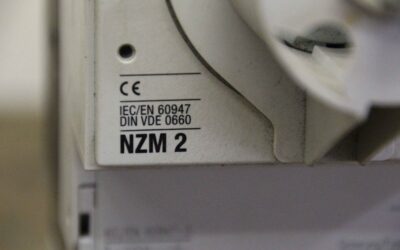 CE
IEC/EN 60947
DIN VDE 0660
NZM 2